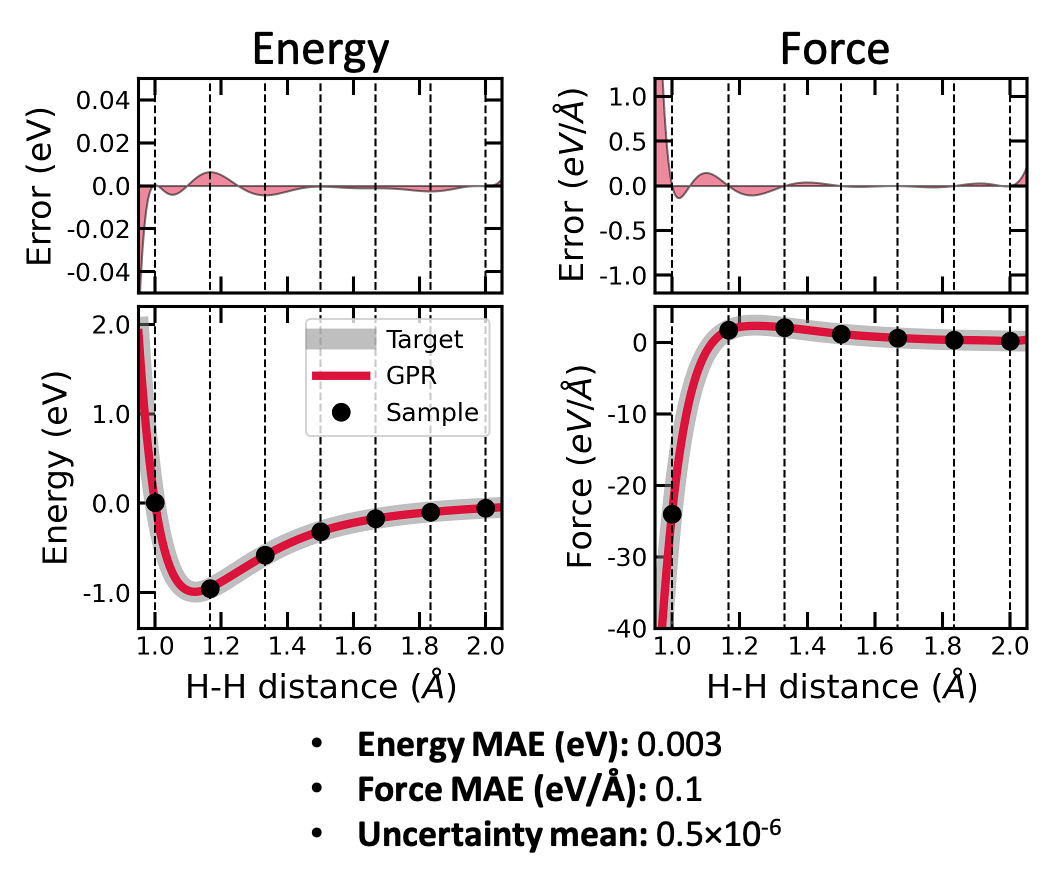 Energy
Force
Error (eV)
0.04
0.02
0.0
-0.02
-0.04
Error (eV/Å)
1.0
0.5
0.0
-0.5
-1.0
Energy (eV)
2.0
1.0
0.0
-1.0
Target
GPR
Sample
1.0 1.2 1.4 1.6 1.8 2.0
H-H distance (Å)
Force (eV/Å)
0
-10
-20
-30
-40
1.0 1.2 1.4 1.6 1.8 2.0
H-H distance (Å)
• Energy MAE (eV): 0.003
• Force MAE (eV/Å): 0.1
• Uncertainty mean: 0.5×10⁻⁶